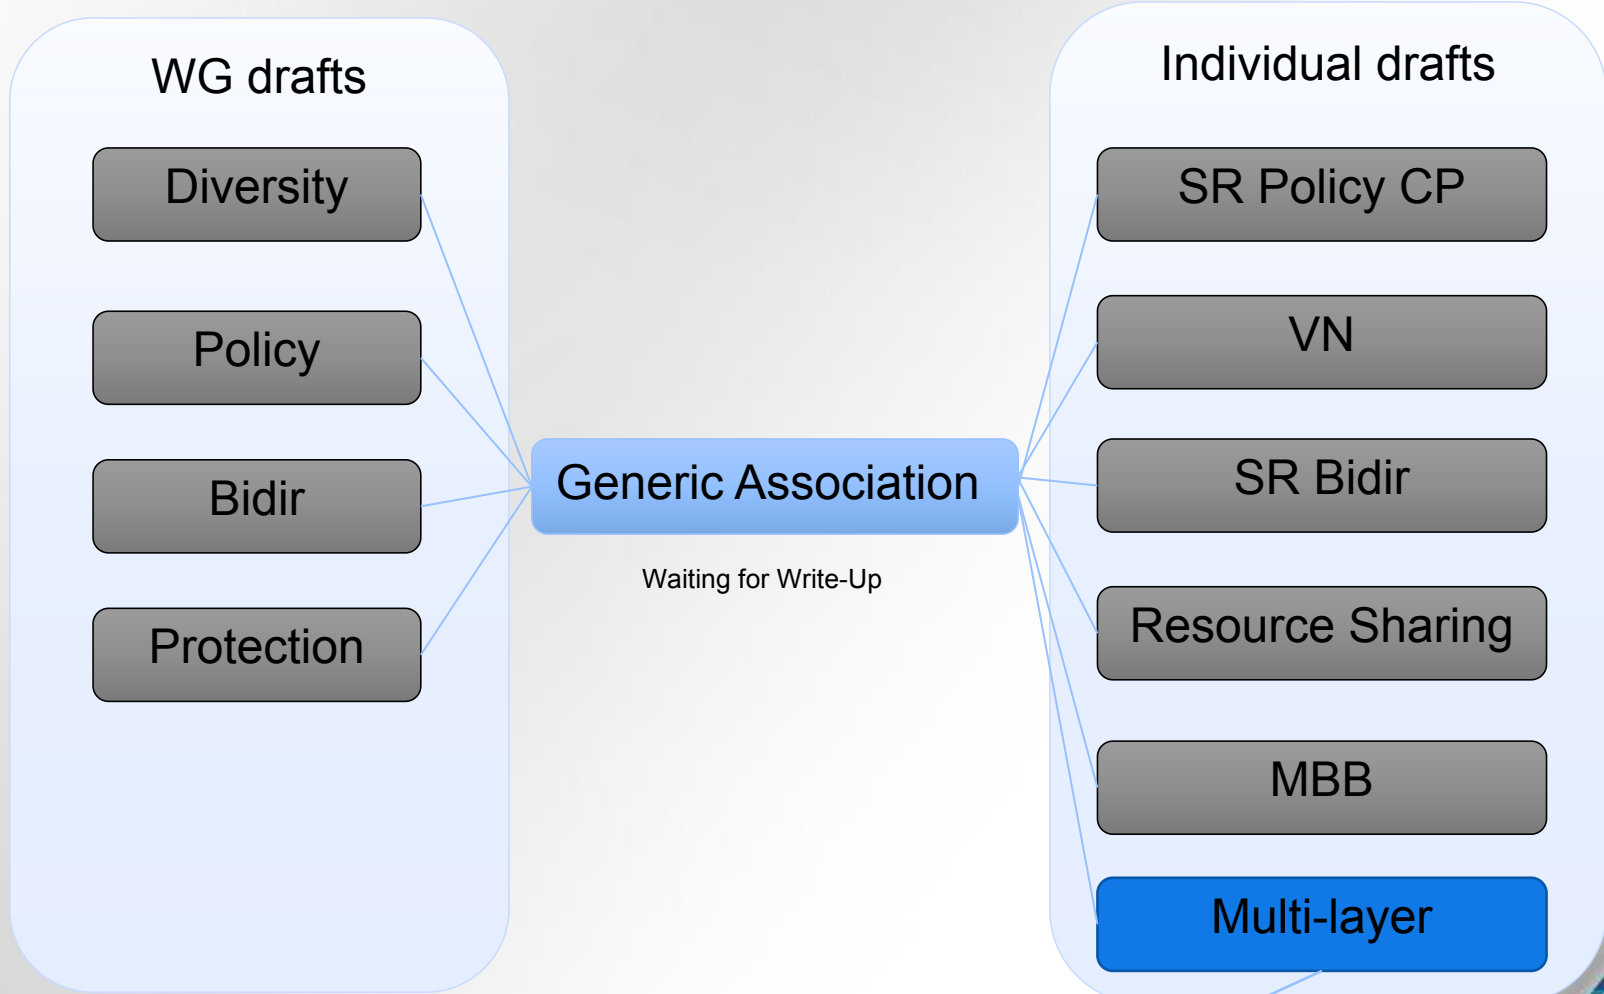 WG drafts
Diversity
Policy
Bidir
Protection
Generic Association
Waiting for Write-Up
Individual drafts
SR Policy CP
VN
SR Bidir
Resource Sharing
MBB
Multi-layer